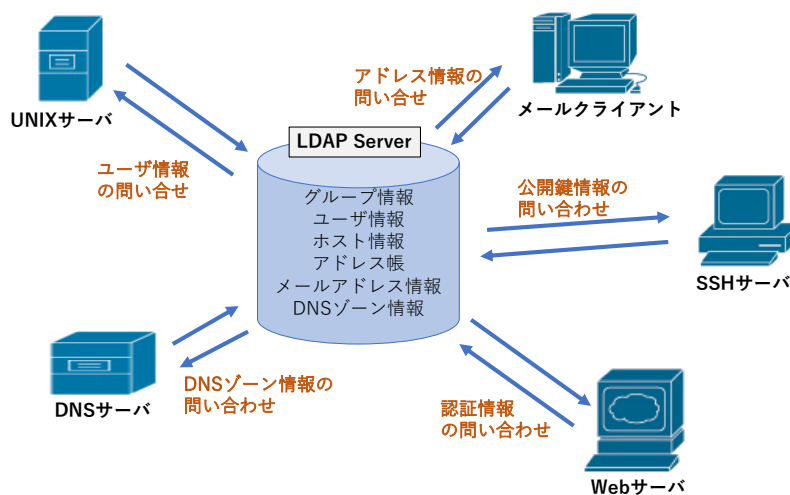 UNIXサーバ
ユーザ情報
の問い合せ
アドレス情報の
問い合せ
メールクライアント
LDAP Server
グループ情報
ユーザ情報
ホスト情報
アドレス帳
メールアドレス情報
DNSゾーン情報
公開鍵情報の
問い合わせ
SSHサーバ
DNSサーバ
DNSゾーン情報の
問い合わせ
認証情報
の問い合わせ
Webサーバ